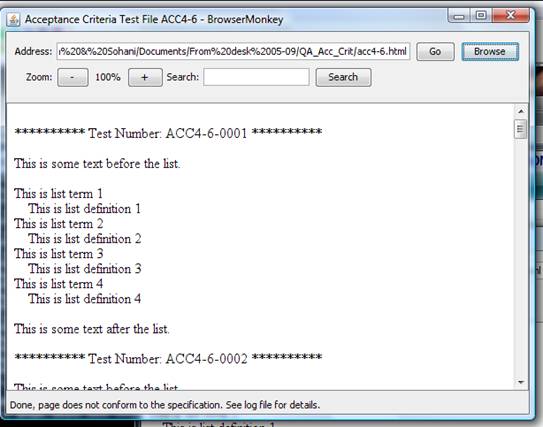 Acceptance Criteria Test File ACC4-6 - BrowserMonkey
Address: %208&%20Sohani/Documents/From%20desk%2005-09/QA_Acc_Crit/acc4-6.html Go Browse
Zoom: - 100% + Search: Search
********** Test Number: ACC4-6-0001 **********
This is some text before the list.
This is list term 1
This is list definition 1
This is list term 2
This is list definition 2
This is list term 3
This is list definition 3
This is list term 4
This is list definition 4
This is some text after the list.
********** Test Number: ACC4-6-0002 **********
This is some text before the list.
Done, page does not conform to the specification. See log file for details.
This is list definition 1